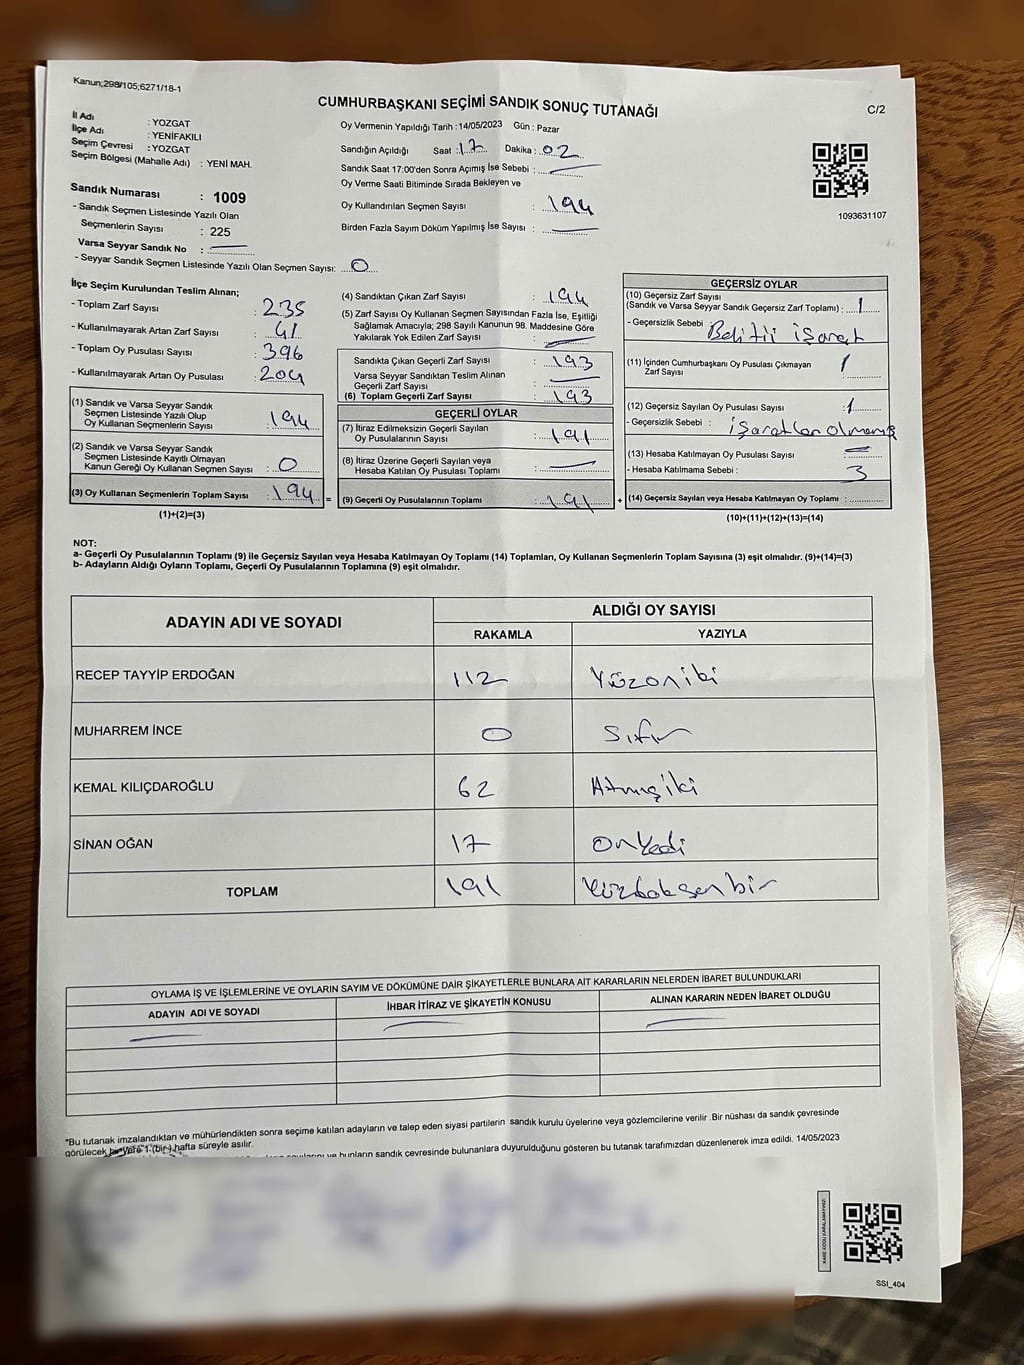 Kanun;298/105;6271/18-1
CUMHURBAŞKANI SEÇİMİ SANDIK SONUÇ TUTANAĞI
C/2
İl Adı : YOZGAT
İlçe Adı : YENİFAKILI
Seçim Çevresi : YOZGAT
Seçim Bölgesi (Mahalle Adı) : YENİ MAH.
Sandık Numarası : 1009
- Sandık Seçmen Listesinde Yazılı Olan
Seçmenlerin Sayısı : 225
Varsa Seyyar Sandık No :
- Seyyar Sandık Seçmen Listesinde Yazılı Olan Seçmen Sayısı: 0
Oy Vermenin Yapıldığı Tarih :14/05/2023 Gün : Pazar
Sandığın Açıldığı Saat : 17 Dakika : 02
Sandık Saat 17:00'den Sonra Açımış İse Sebebi :
Oy Verme Saati Bitiminde Sırada Bekleyen ve
Oy Kullandırılan Seçmen Sayısı : 194
Birden Fazla Sayım Döküm Yapılmış İse Sayısı :
1093631107
İlçe Seçim Kurulundan Teslim Alınan;
- Toplam Zarf Sayısı : 235
- Kullanılmayarak Artan Zarf Sayısı : 41
- Toplam Oy Pusulası Sayısı : 396
- Kullanılmayarak Artan Oy Pusulası : 204
(1) Sandık ve Varsa Seyyar Sandık
Seçmen Listesinde Yazılı Olup
Oy Kullanan Seçmenlerin Sayısı : 194
(2) Sandık ve Varsa Seyyar Sandık
Seçmen Listesinde Kayıtlı Olmayan
Kanun Gereği Oy Kullanan Seçmen Sayısı : 0
(3) Oy Kullanan Seçmenlerin Toplam Sayısı : 194
(1)+(2)=(3)
(4) Sandıktan Çıkan Zarf Sayısı : 194
(5) Zarf Sayısı Oy Kullanan Seçmen Sayısından Fazla İse, Eşitliği
Sağlamak Amacıyla; 298 Sayılı Kanunun 98. Maddesine Göre
Yakılarak Yok Edilen Zarf Sayısı :
Sandıkta Çıkan Geçerli Zarf Sayısı : 193
Varsa Seyyar Sandıktan Teslim Alınan
Geçerli Zarf Sayısı :
(6) Toplam Geçerli Zarf Sayısı : 193
GEÇERLİ OYLAR
(7) İtiraz Edilmeksizin Geçerli Sayılan
Oy Pusulalarının Sayısı : 191
(8) İtiraz Üzerine Geçerli Sayılan veya
Hesaba Katılan Oy Pusulası Toplamı :
= (9) Geçerli Oy Pusulalarının Toplamı : 191 +
GEÇERSİZ OYLAR
(10) Geçersiz Zarf Sayısı
(Sandık ve Varsa Seyyar Sandık Geçersiz Zarf Toplamı) : 1
- Geçersizlik Sebebi : Belitili işaret
(11) İçinden Cumhurbaşkanı Oy Pusulası Çıkmayan
Zarf Sayısı : 1
(12) Geçersiz Sayılan Oy Pusulası Sayısı : 1
- Geçersizlik Sebebi : işaretlen olmamış
(13) Hesaba Katılmayan Oy Pusulası Sayısı :
- Hesaba Katılmama Sebebi : 3
(14) Geçersiz Sayılan veya Hesaba Katılmayan Oy Toplamı :
(10)+(11)+(12)+(13)=(14)
NOT:
a- Geçerli Oy Pusulalarının Toplamı (9) ile Geçersiz Sayılan veya Hesaba Katılmayan Oy Toplamı (14) Toplamları, Oy Kullanan Seçmenlerin Toplam Sayısına (3) eşit olmalıdır. (9)+(14)=(3)
b- Adayların Aldığı Oyların Toplamı, Geçerli Oy Pusulalarının Toplamına (9) eşit olmalıdır.
ADAYIN ADI VE SOYADI
ALDIĞI OY SAYISI
RAKAMLA YAZIYLA
RECEP TAYYİP ERDOĞAN 112 Yüzoniki
MUHARREM İNCE 0 Sıfır
KEMAL KILIÇDAROĞLU 62 Atmışiki
SİNAN OĞAN 17 OnYedi
TOPLAM 191 Yüzdoksanbir
OYLAMA İŞ VE İŞLEMLERİNE VE OYLARIN SAYIM VE DÖKÜMÜNE DAİR ŞİKAYETLERLE BUNLARA AİT KARARLARIN NELERDEN İBARET BULUNDUKLARI
ADAYIN ADI VE SOYADI İHBAR İTİRAZ VE ŞİKAYETİN KONUSU ALINAN KARARIN NEDEN İBARET OLDUĞU
*Bu tutanak imzalandıktan ve mühürlendikten sonra seçime katılan adayların ve talep eden siyasi partilerin sandık kurulu üyelerine veya gözlemcilerine verilir .Bir nüshası da sandık çevresinde
görülecek bir yere 1 (bir) hafta süreyle asılır.
ve bunların sandık çevresinde bulunanlara duyurulduğunu gösteren bu tutanak tarafımızdan düzenlenerek imza edildi. 14/05/2023
SSI_404